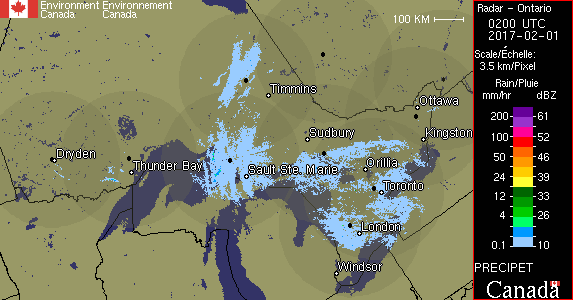 Environment Environnement
Canada Canada
100 KM
Timmins
Ottawa
Sudbury
Kingston
Dryden
Thunder Bay
Sault Ste. Marie
Orillia
Toronto
London
Windsor
Radar - Ontario
0200 UTC
2017-02-01
Scale/Échelle:
3.5 km/Pixel
Rain/Pluie
mm/hr dBZ
200 61
100 52
50 46
24 39
12 33
4 26
0.1 10
PRECIPET
Canada